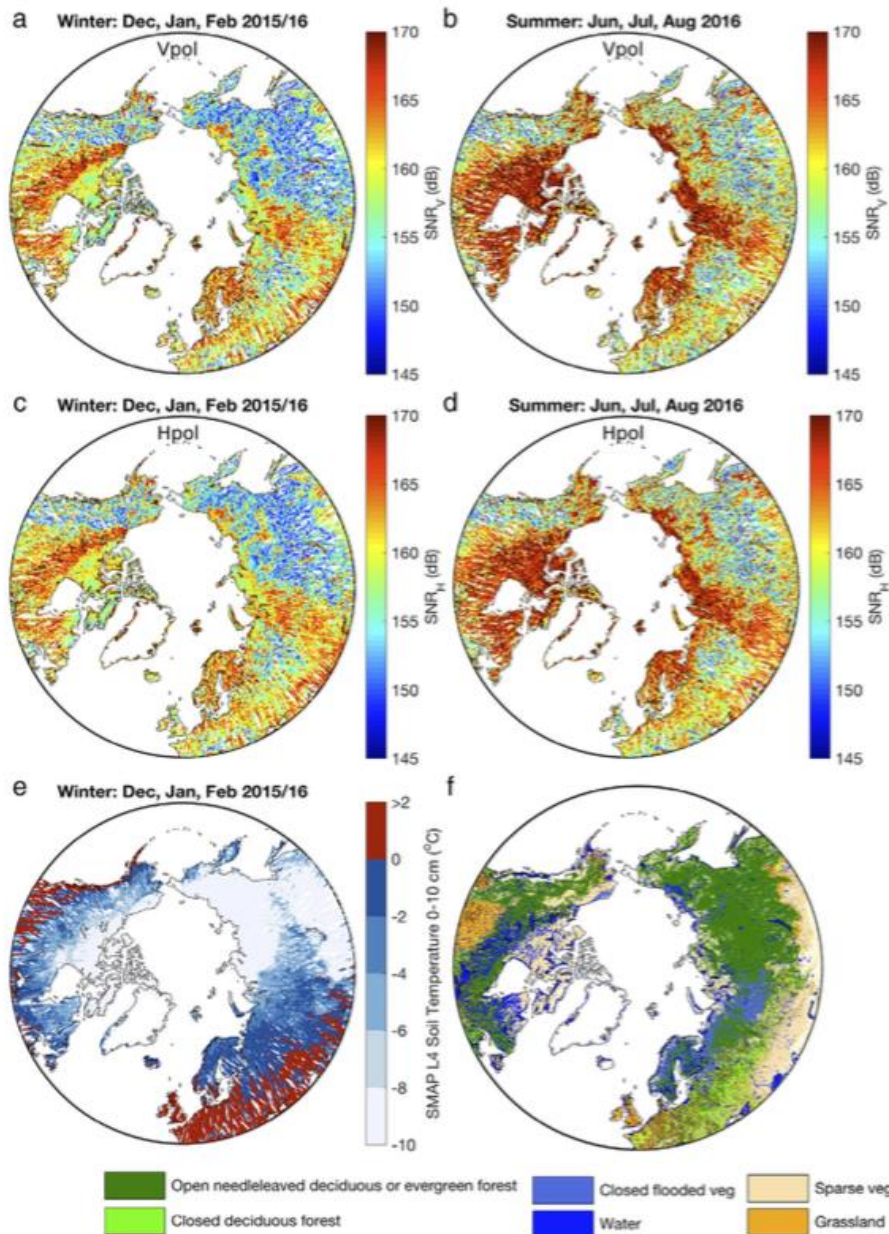 a Winter: Dec, Jan, Feb 2015/16
Vpol
170
165
160
155
150
145
SNR_V (dB)
b Summer: Jun, Jul, Aug 2016
Vpol
170
165
160
155
150
145
SNR_V (dB)
c Winter: Dec, Jan, Feb 2015/16
Hpol
170
165
160
155
150
145
SNR_H (dB)
d Summer: Jun, Jul, Aug 2016
Hpol
170
165
160
155
150
145
SNR_H (dB)
e Winter: Dec, Jan, Feb 2015/16
>2
0
-2
-4
-6
-8
-10
SMAP L4 Soil Temperature 0-10 cm (°C)
f
Open needleleaved deciduous or evergreen forest
Closed flooded veg
Sparse veg
Closed deciduous forest
Water
Grassland